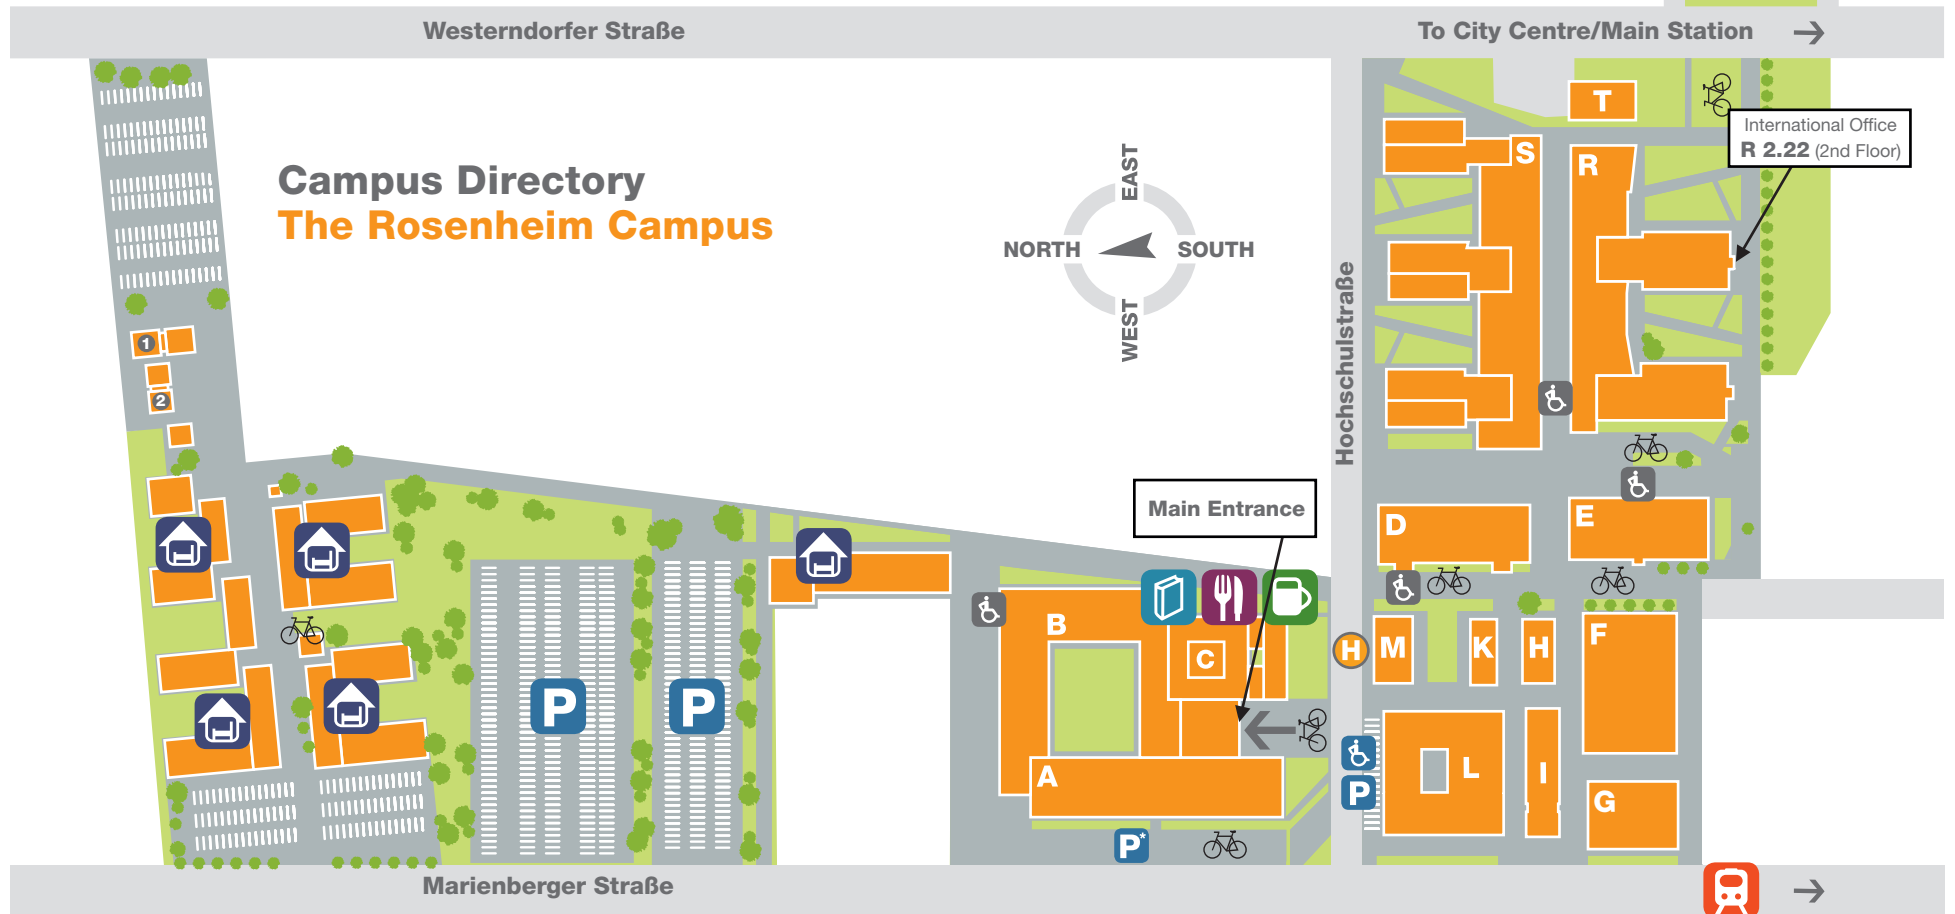 Westerndorfer Straße
To City Centre/Main Station
T
International Office
R 2.22 (2nd Floor)
S
R
Campus Directory
The Rosenheim Campus
EAST
NORTH
SOUTH
WEST
Hochschulstraße
1
2
Main Entrance
D
E
B
C
H
M
K
H
F
P
P
A
L
I
P
G
P*
Marienberger Straße